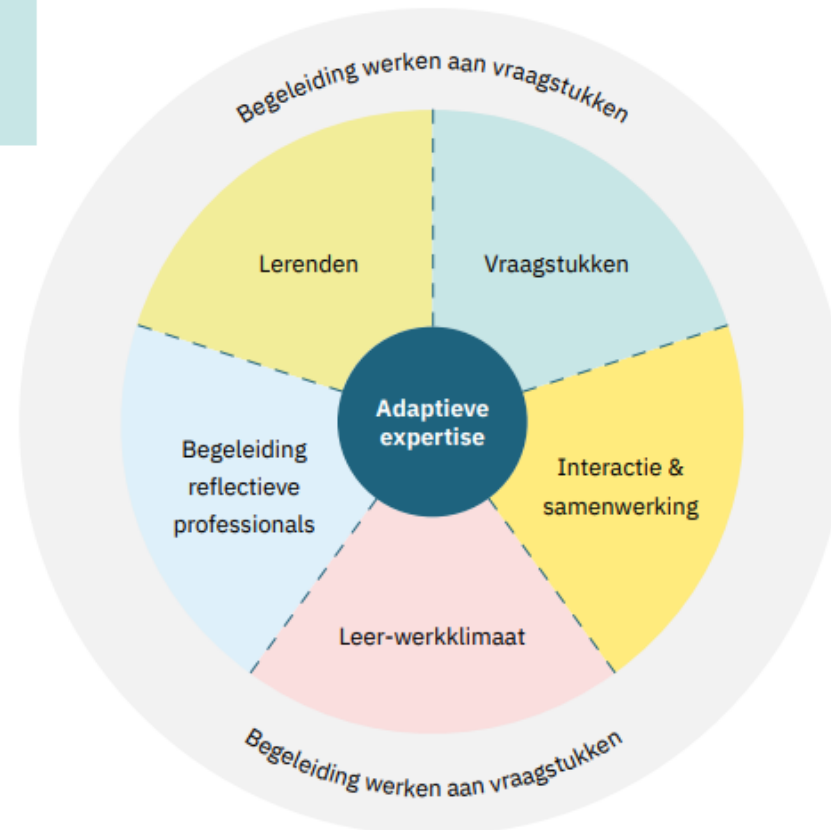 Begeleiding werken aan vraagstukken
Lerenden
Vraagstukken
Adaptieve
expertise
Begeleiding
reflectieve
professionals
Interactie &
samenwerking
Leer-werkklimaat
Begeleiding werken aan vraagstukken